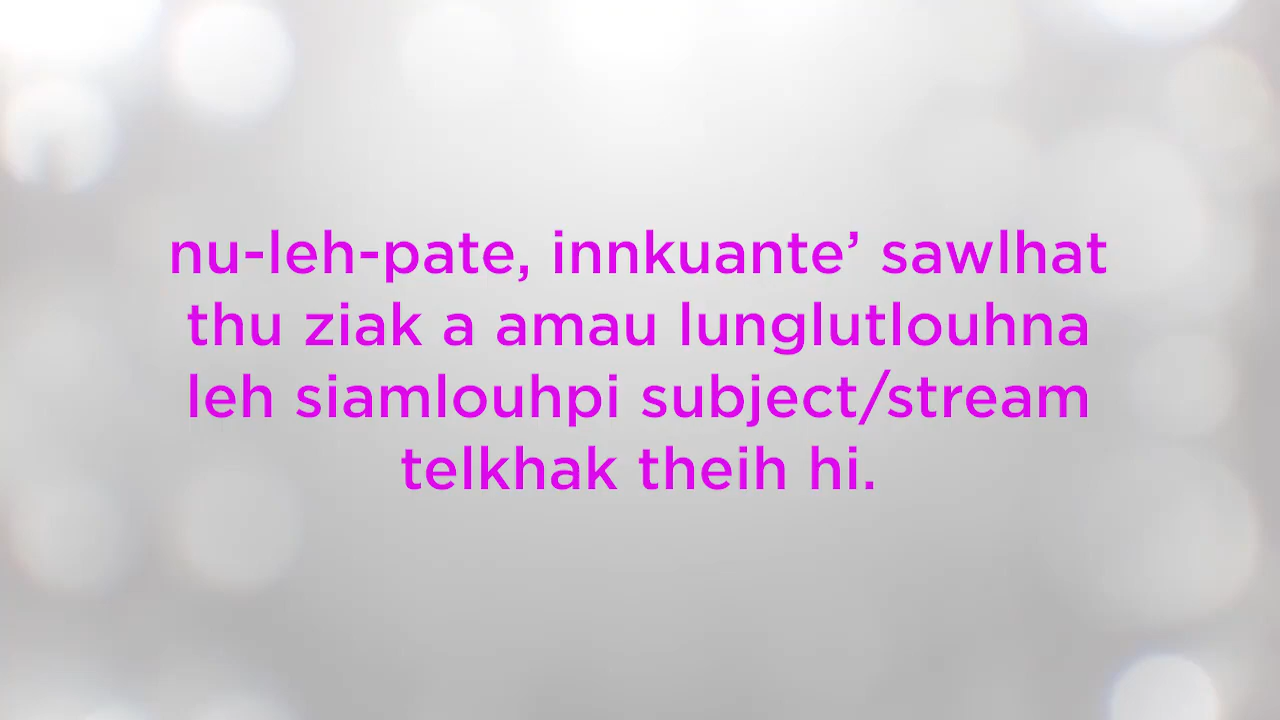 nu-leh-pate, innkuante’ sawlhat
thu ziak a amau lunglutlouhna
leh siamlouhpi subject/stream
telkhak theih hi.